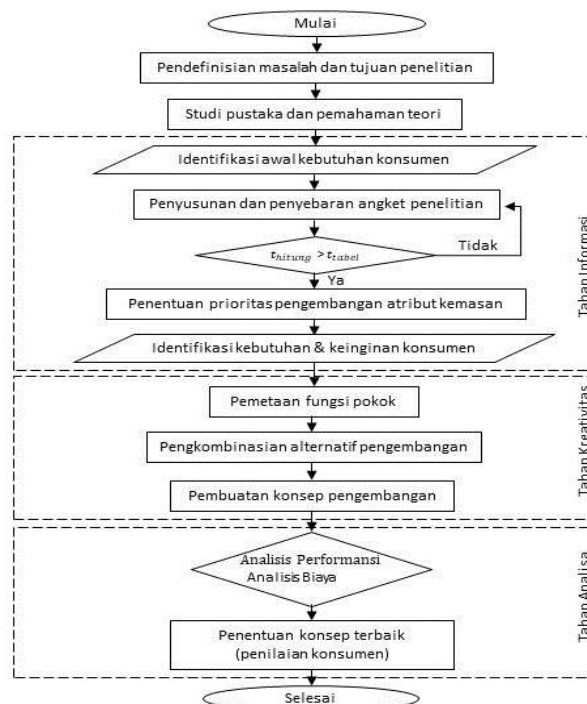 Mulai
Pendefinisian masalah dan tujuan penelitian
Studi pustaka dan pemahaman teori
Identifikasi awal kebutuhan konsumen
Penyusunan dan penyebaran angket penelitian
t_hitung > t_tabel
Tidak
Ya
Penentuan prioritas pengembangan atribut kemasan
Identifikasi kebutuhan & keinginan konsumen
Tahap Informasi
Pemetaan fungsi pokok
Pengkombinasian alternatif pengembangan
Pembuatan konsep pengembangan
Tahap Kreativitas
Analisis Performansi
Analisis Biaya
Penentuan konsep terbaik
(penilaian konsumen)
Tahap Analisa
Selesai